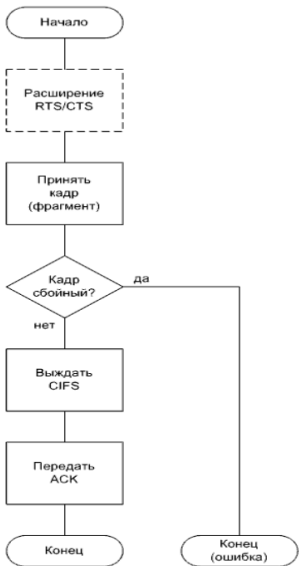 Начало
Расширение
RTS/CTS
Принять
кадр
(фрагмент)
Кадр
сбойный?
да
нет
Выждать
CIFS
Передать
ACK
Конец
Конец
(ошибка)